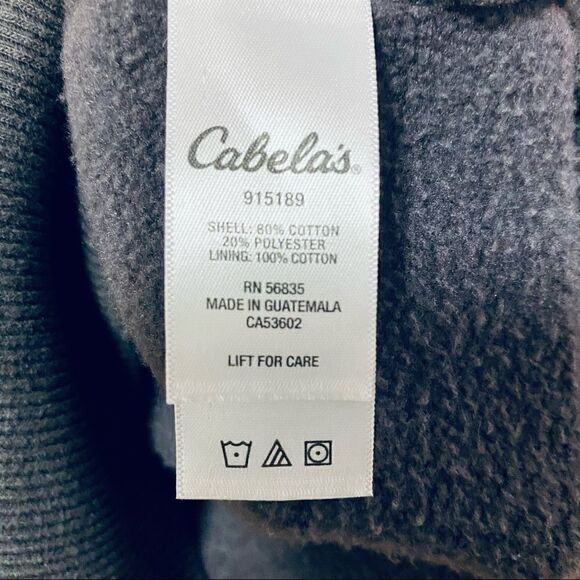 Cabela's®
915189
SHELL: 80% COTTON
20% POLYESTER
LINING: 100% COTTON
RN 56835
MADE IN GUATEMALA
CA53602
LIFT FOR CARE